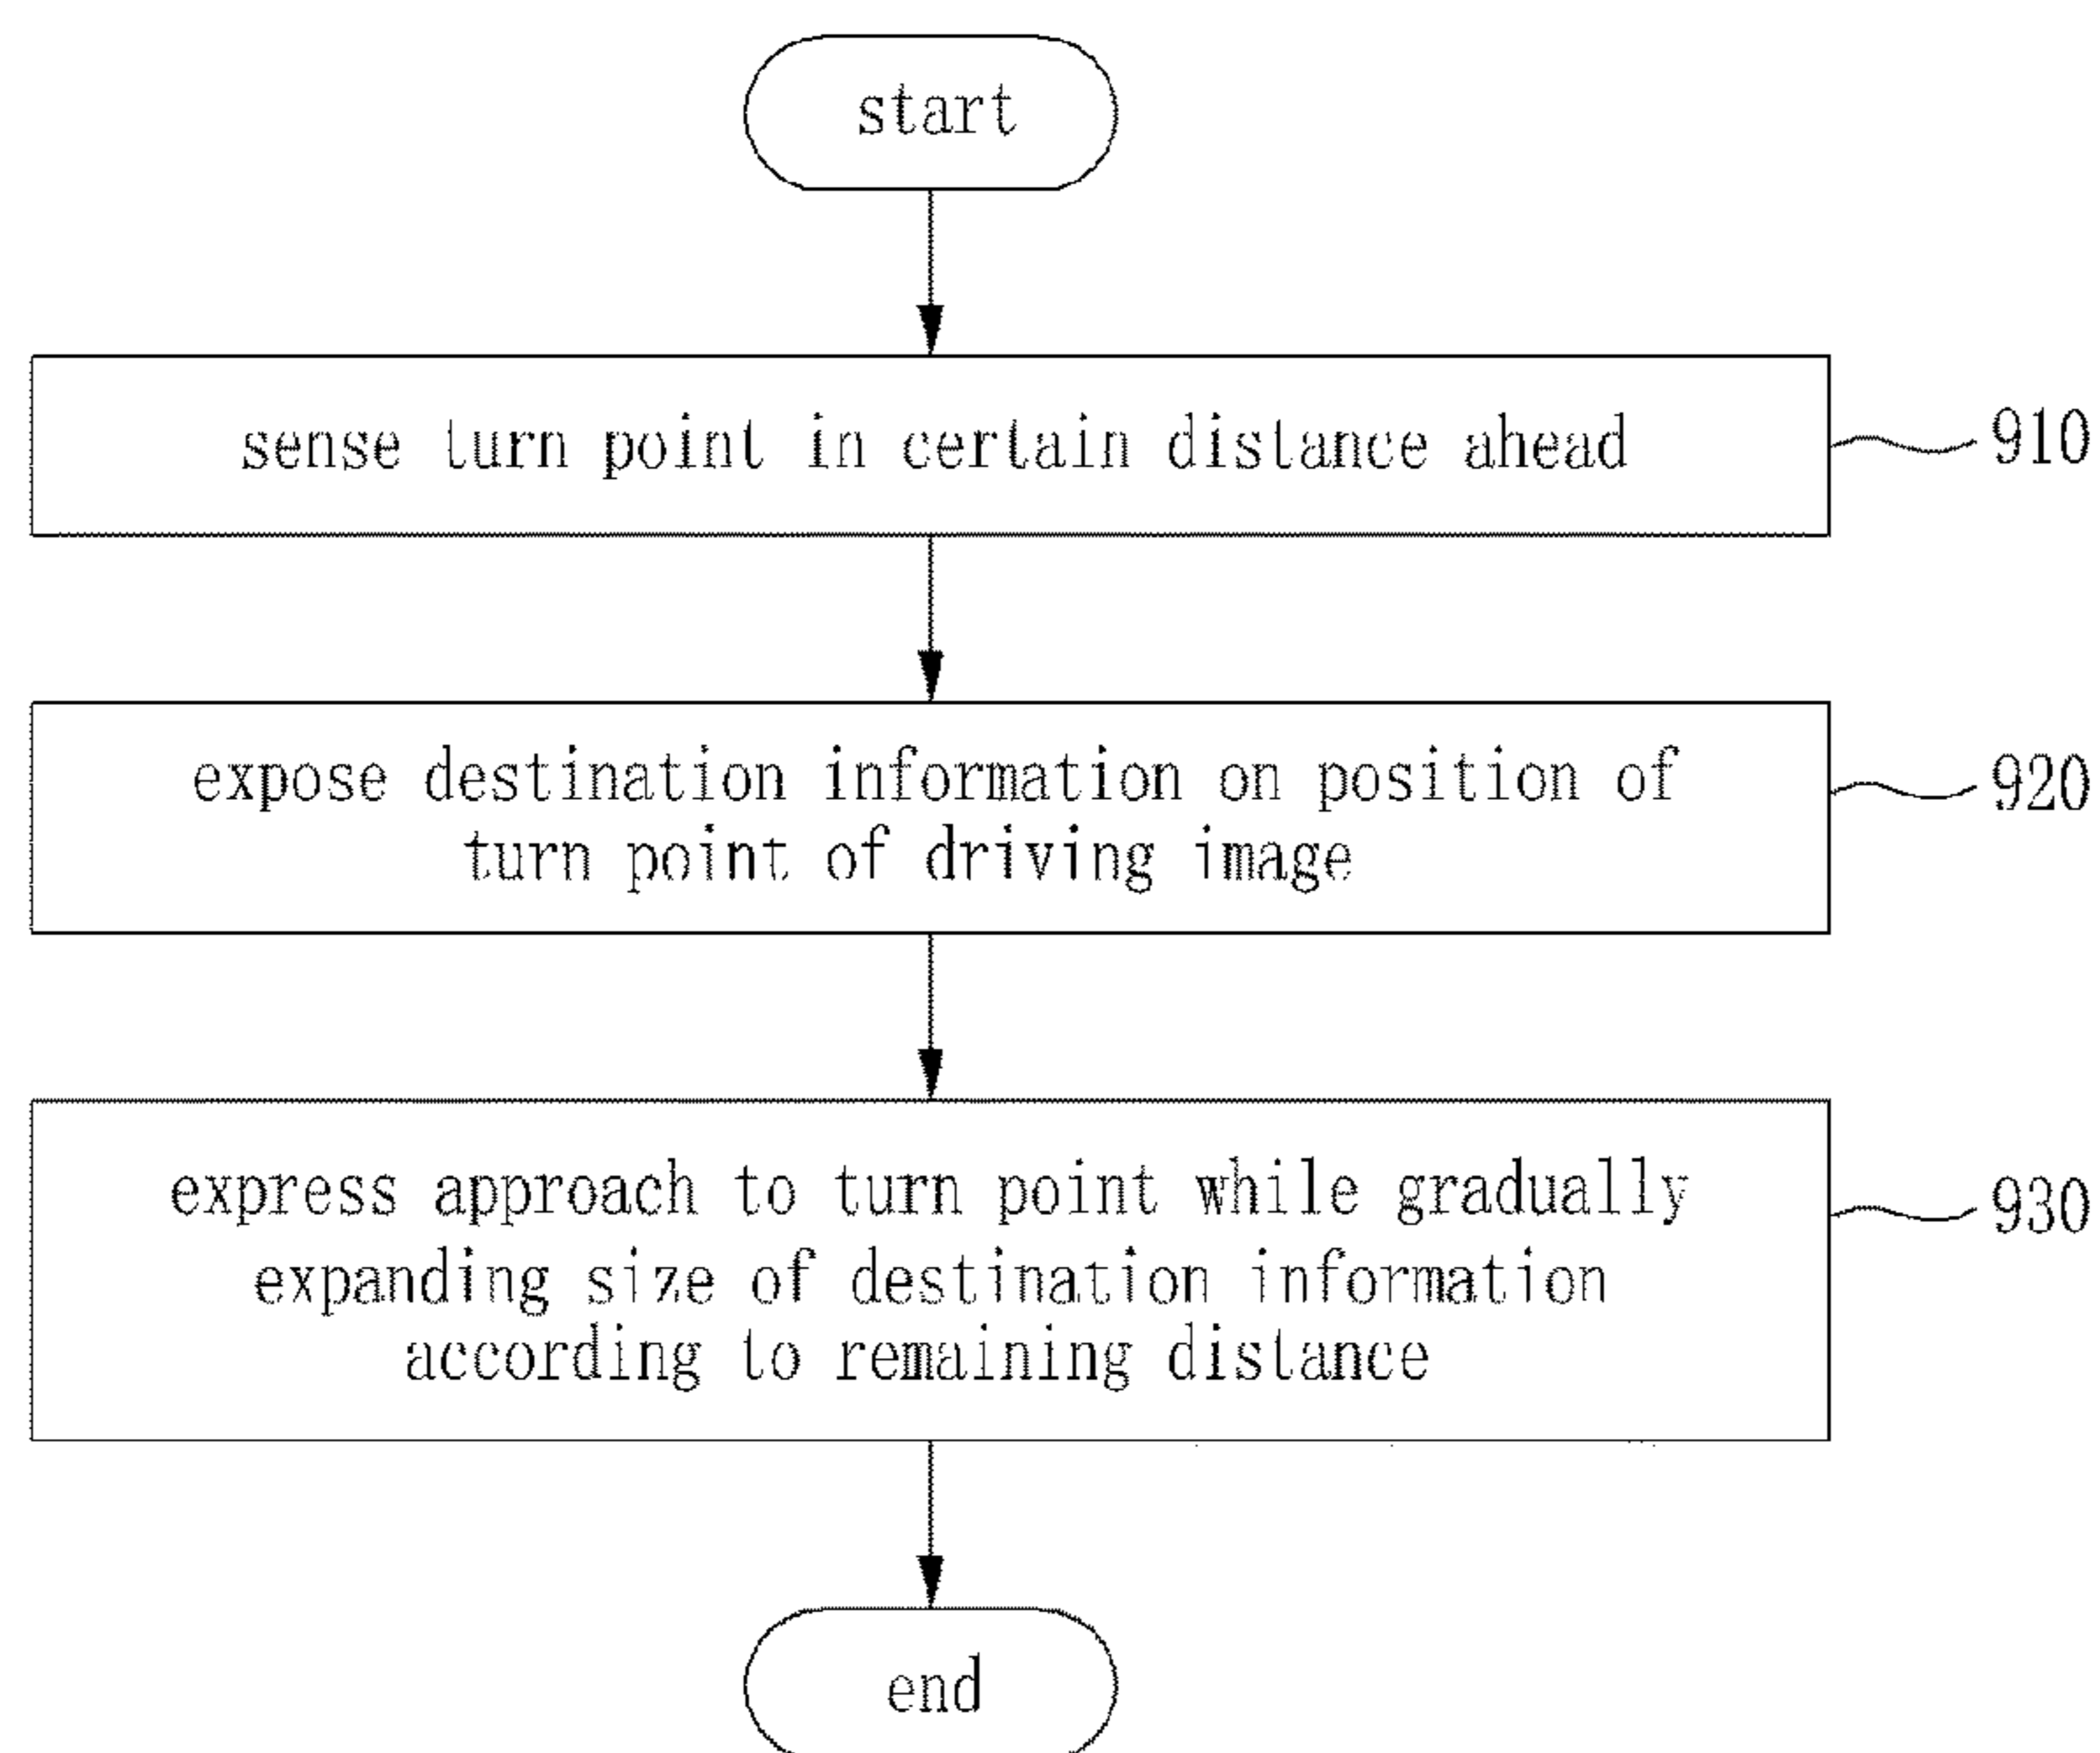 start
sense turn point in certain distance ahead
910
expose destination information on position of
turn point of driving image
920
express approach to turn point while gradually
expanding size of destination information
according to remaining distance
930
end